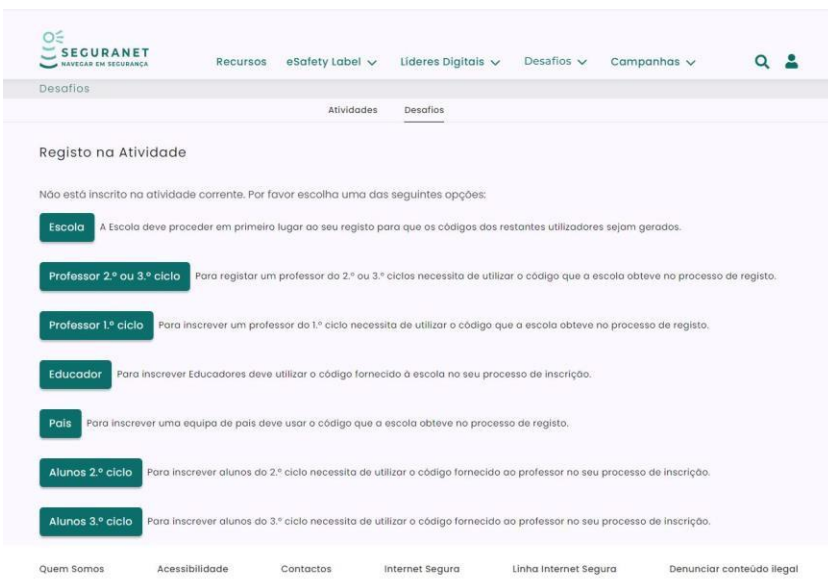 SEGURANET
NAVEGAR EM SEGURANÇA
Recursos eSafety Label Líderes Digitais Desafios Campanhas
Desafios
Atividades Desafios
Registo na Atividade
Não está inscrito na atividade corrente. Por favor escolha uma das seguintes opções:
Escola A Escola deve proceder em primeiro lugar ao seu registo para que os códigos dos restantes utilizadores sejam gerados.
Professor 2.º ou 3.º ciclo Para registar um professor do 2.º ou 3.º ciclos necessita de utilizar o código que a escola obteve no processo de registo.
Professor 1.º ciclo Para inscrever um professor do 1.º ciclo necessita de utilizar o código que a escola obteve no processo de registo.
Educador Para inscrever Educadores deve utilizar o código fornecido à escola no seu processo de inscrição.
Pais Para inscrever uma equipa de pais deve usar o código que a escola obteve no processo de registo.
Alunos 2.º ciclo Para inscrever alunos do 2.º ciclo necessita de utilizar o código fornecido ao professor no seu processo de inscrição.
Alunos 3.º ciclo Para inscrever alunos do 3.º ciclo necessita de utilizar o código fornecido ao professor no seu processo de inscrição.
Quem Somos Acessibilidade Contactos Internet Segura Linha Internet Segura Denunciar conteúdo ilegal